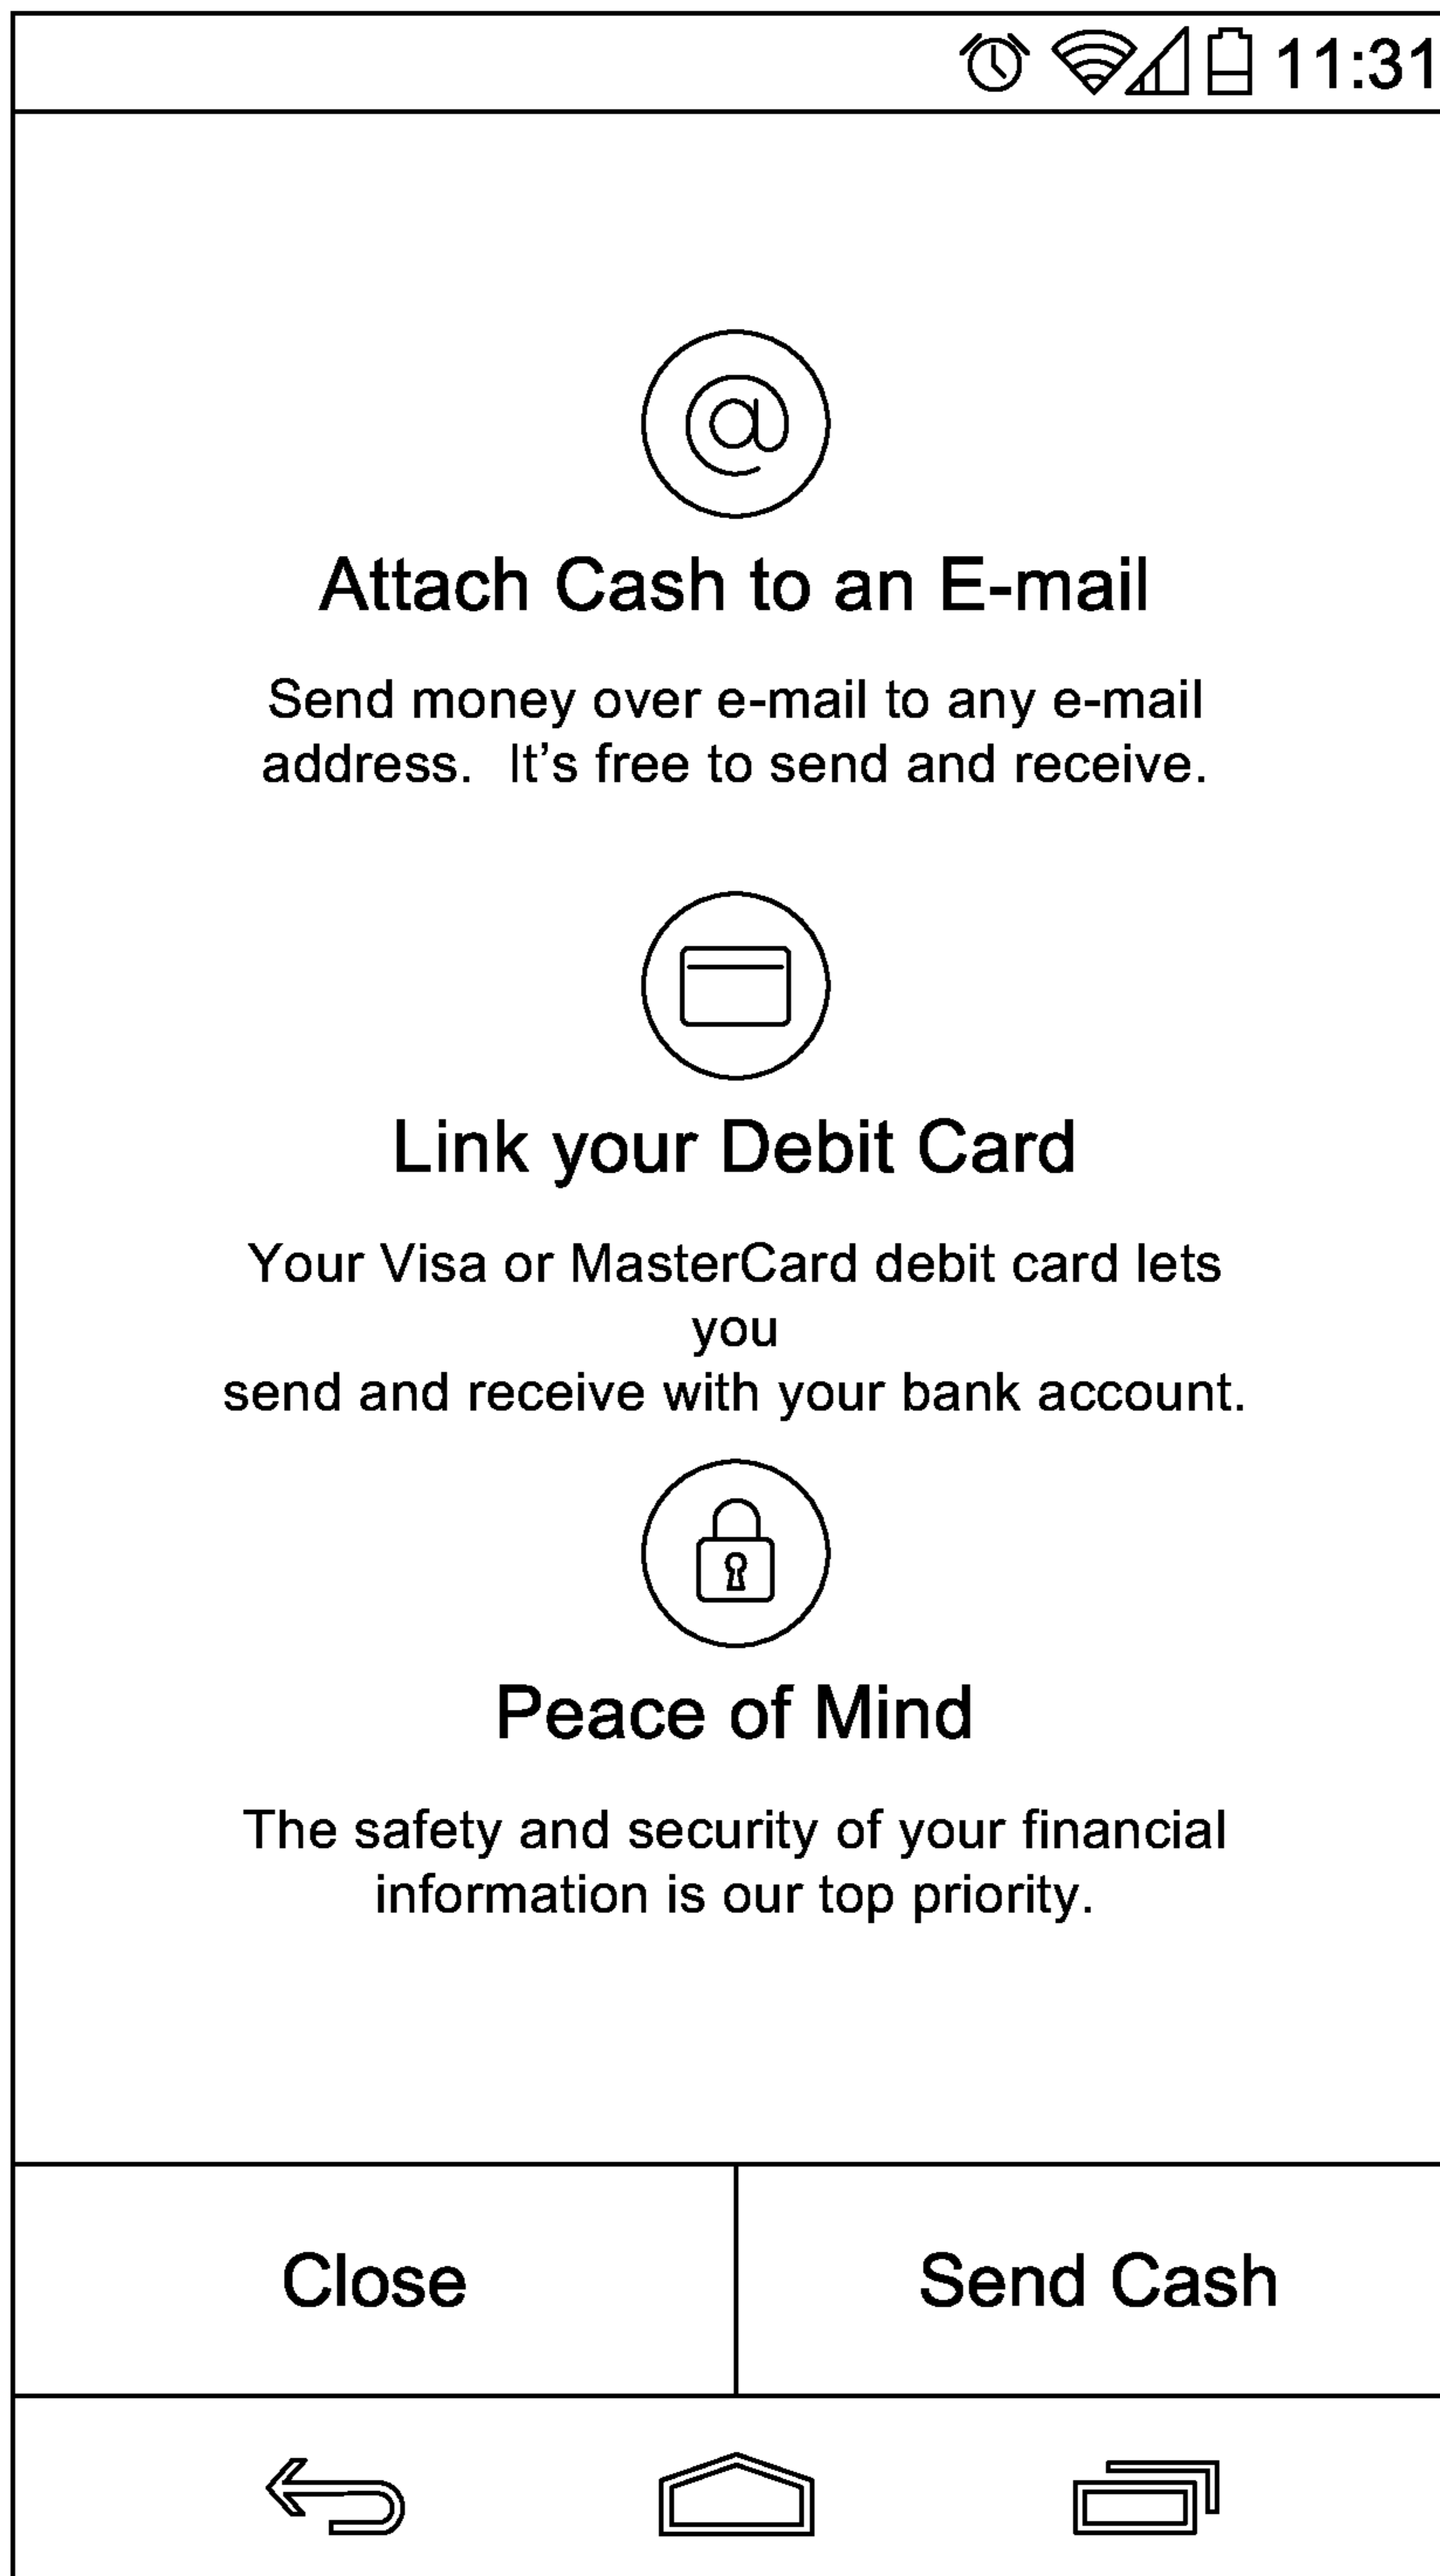 11:31
@
Attach Cash to an E-mail
Send money over e-mail to any e-mail
address.  It’s free to send and receive.
Link your Debit Card
Your Visa or MasterCard debit card lets
you
send and receive with your bank account.
Peace of Mind
The safety and security of your financial
information is our top priority.
Close
Send Cash